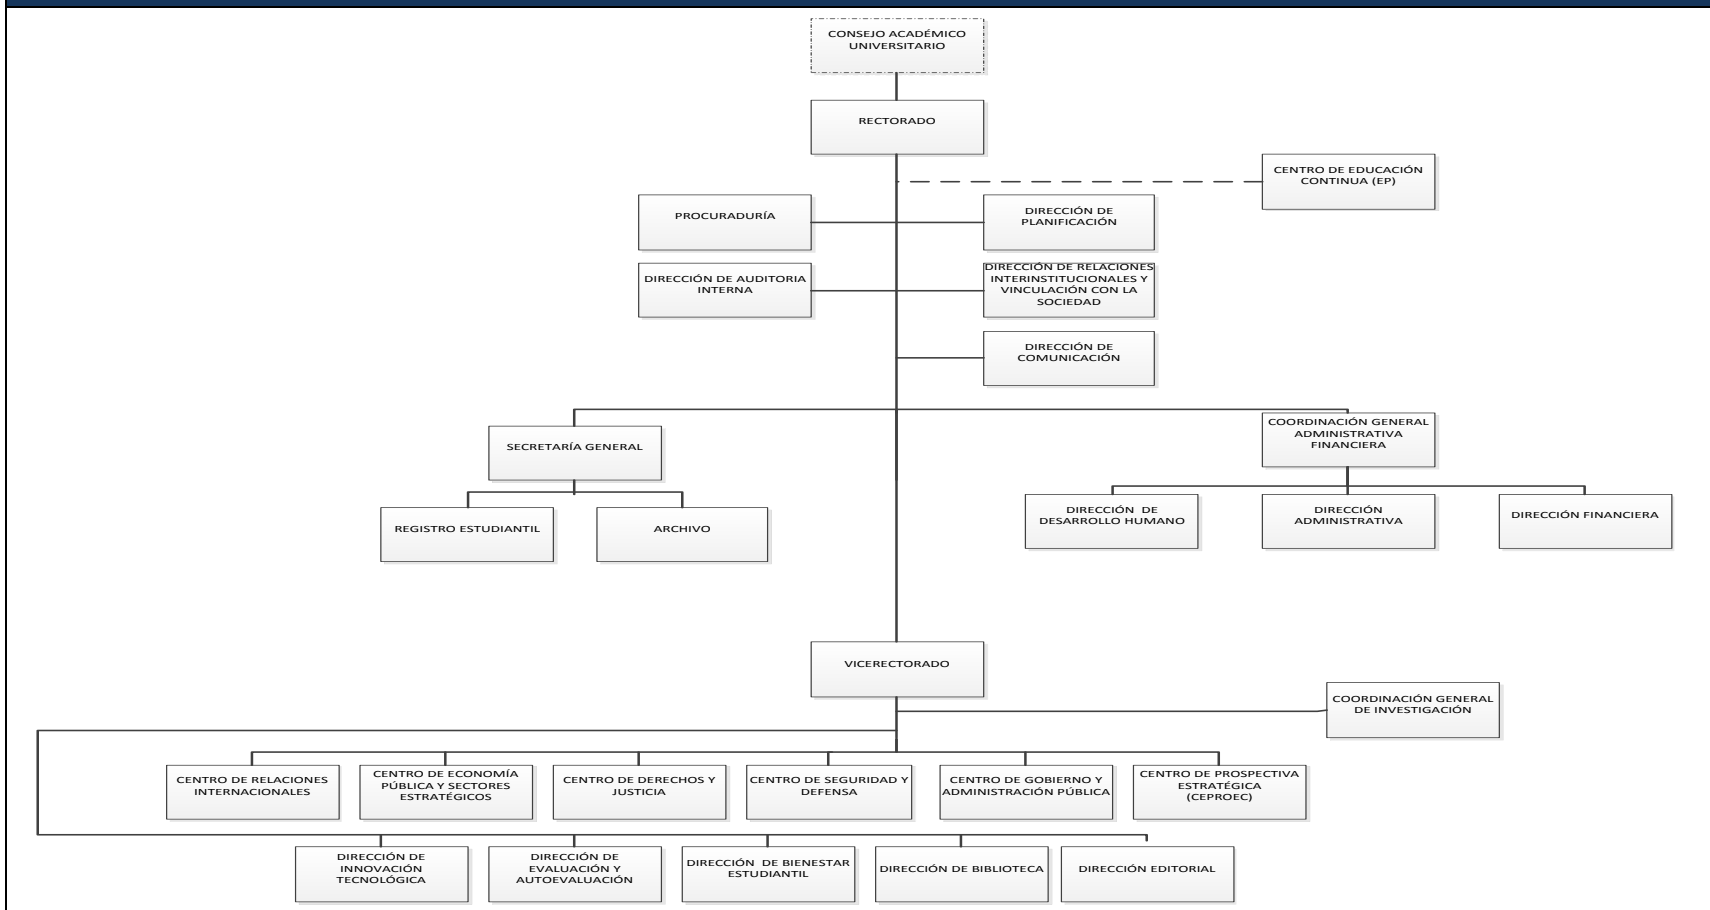 CONSEJO ACADÉMICO
UNIVERSITARIO
RECTORADO
CENTRO DE EDUCACIÓN
CONTINUA (EP)
PROCURADURÍA
DIRECCIÓN DE
PLANIFICACIÓN
DIRECCIÓN DE AUDITORIA
INTERNA
DIRECCIÓN DE RELACIONES
INTERINSTITUCIONALES Y
VINCULACIÓN CON LA
SOCIEDAD
DIRECCIÓN DE
COMUNICACIÓN
SECRETARÍA GENERAL
COORDINACIÓN GENERAL
ADMINISTRATIVA
FINANCIERA
REGISTRO ESTUDIANTIL
ARCHIVO
DIRECCIÓN DE
DESARROLLO HUMANO
DIRECCIÓN
ADMINISTRATIVA
DIRECCIÓN FINANCIERA
VICERECTORADO
COORDINACIÓN GENERAL
DE INVESTIGACIÓN
CENTRO DE RELACIONES
INTERNACIONALES
CENTRO DE ECONOMÍA
PÚBLICA Y SECTORES
ESTRATÉGICOS
CENTRO DE DERECHOS Y
JUSTICIA
CENTRO DE SEGURIDAD Y
DEFENSA
CENTRO DE GOBIERNO Y
ADMINISTRACIÓN PÚBLICA
CENTRO DE PROSPECTIVA
ESTRATÉGICA
(CEPROEC)
DIRECCIÓN DE
INNOVACIÓN
TECNOLÓGICA
DIRECCIÓN DE
EVALUACIÓN Y
AUTOEVALUACIÓN
DIRECCIÓN DE BIENESTAR
ESTUDIANTIL
DIRECCIÓN DE BIBLIOTECA
DIRECCIÓN EDITORIAL